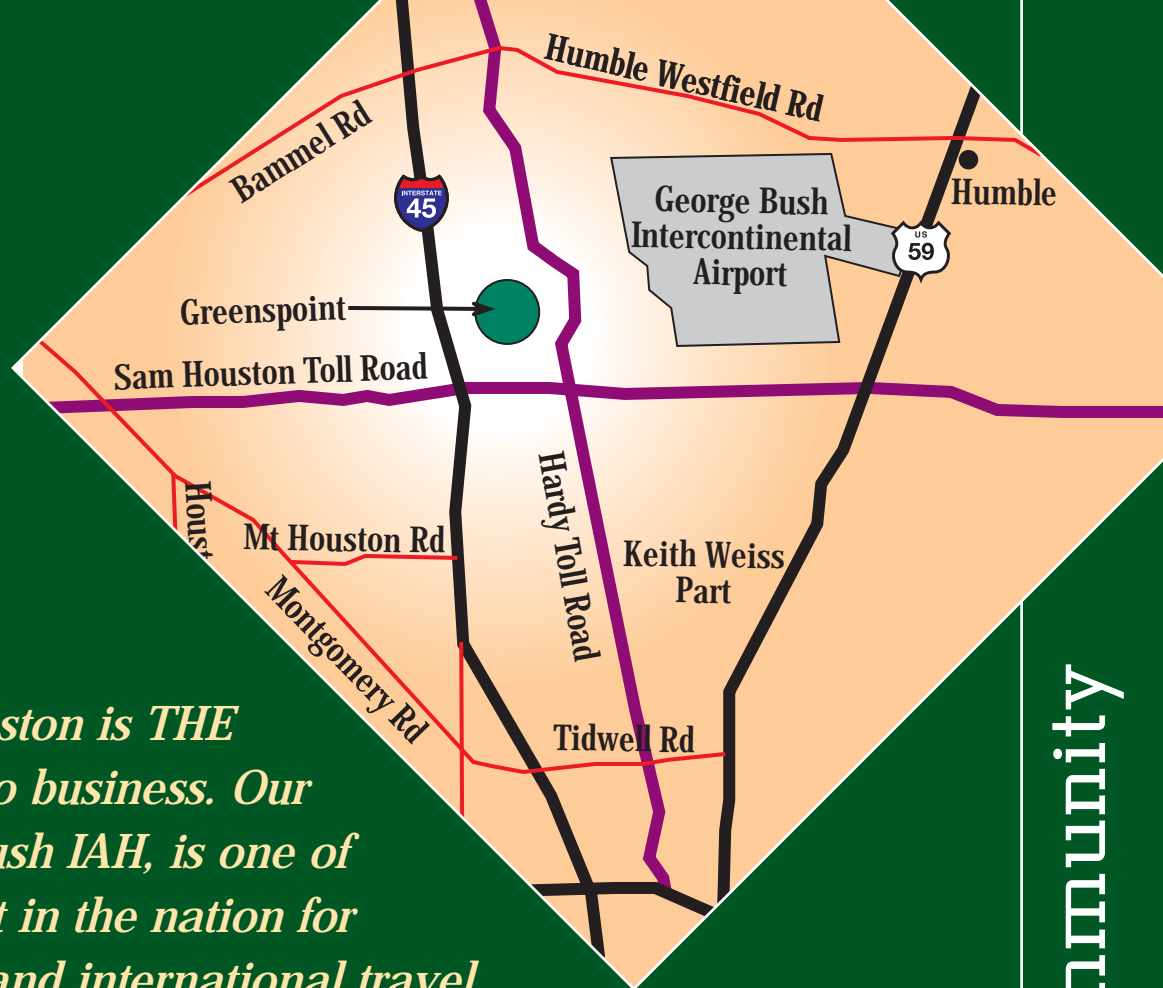 Humble Westfield Rd
Bammel Rd
INTERSTATE
45
George Bush
Intercontinental
Airport
Humble
US
59
Greenspoint
Sam Houston Toll Road
Hardy Toll Road
Houst
Mt Houston Rd
Keith Weiss
Part
Montgomery Rd
Tidwell Rd
ston is THE
o business. Our
ush IAH, is one of
t in the nation for
and international travel
munity